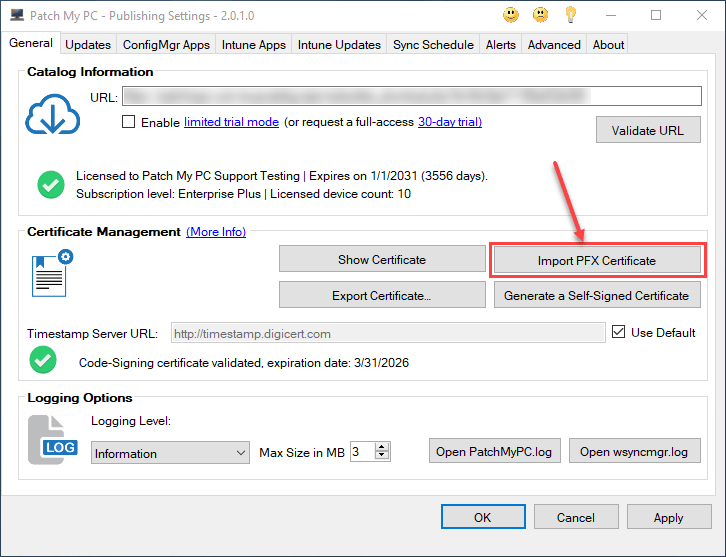 Patch My PC - Publishing Settings - 2.0.1.0
General Updates ConfigMgr Apps Intune Apps Intune Updates Sync Schedule Alerts Advanced About
Catalog Information
URL:
Enable limited trial mode (or request a full-access 30-day trial)
Validate URL
Licensed to Patch My PC Support Testing | Expires on 1/1/2031 (3556 days).
Subscription level: Enterprise Plus | Licensed device count: 10
Certificate Management (More Info)
Show Certificate Import PFX Certificate
Export Certificate... Generate a Self-Signed Certificate
Timestamp Server URL: http://timestamp.digicert.com Use Default
Code-Signing certificate validated, expiration date: 3/31/2026
Logging Options
Logging Level:
LOG
Information Max Size in MB 3 Open PatchMyPC.log Open wsyncmgr.log
OK Cancel Apply